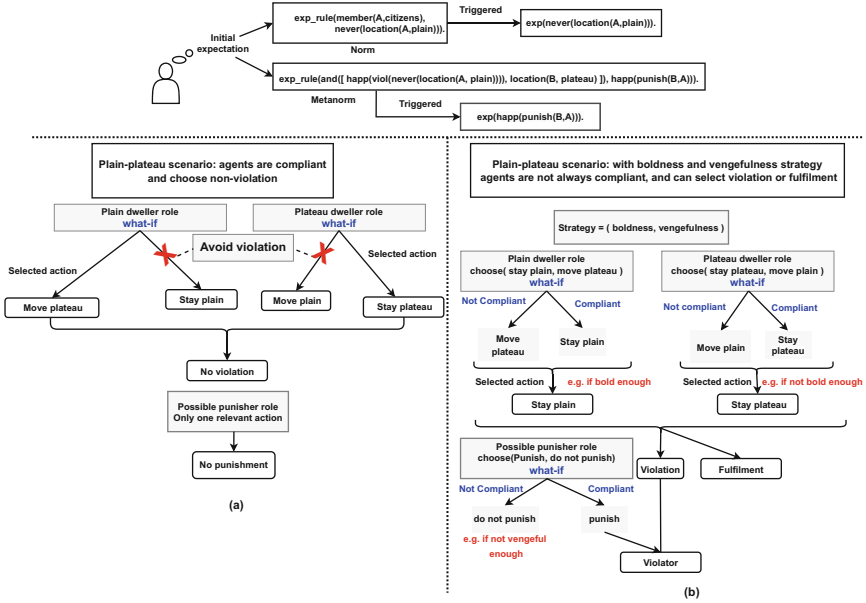 Initial
expectation
exp_rule(member(A,citizens),
never(location(A,plain))).
Norm
Triggered
exp(never(location(A,plain))).
exp_rule(and([ happ(viol(never(location(A, plain)))), location(B, plateau) ]), happ(punish(B,A))).
Metanorm
Triggered
exp(happ(punish(B,A))).
Plain-plateau scenario: agents are compliant
and choose non-violation
Plain dweller role
what-if
Plateau dweller role
what-if
Avoid violation
Selected action
Selected action
Move plateau
Stay plain
Move plain
Stay plateau
No violation
Possible punisher role
Only one relevant action
No punishment
(a)
Plain-plateau scenario: with boldness and vengefulness strategy
agents are not always compliant, and can select violation or fulfilment
Strategy = ( boldness, vengefulness )
Plain dweller role
choose( stay plain, move plateau )
what-if
Plateau dweller role
choose( stay plateau, move plain )
what-if
Not Compliant
Compliant
Not compliant
Compliant
Move
plateau
Stay plain
Move plain
Stay
plateau
Selected action
e.g. if bold enough
Selected action
e.g. if not bold enough
Stay plain
Stay plateau
Possible punisher role
choose(Punish, do not punish)
what-if
Violation
Fulfilment
Not Compliant
Compliant
do not punish
punish
e.g. if not vengeful
enough
Violator
(b)